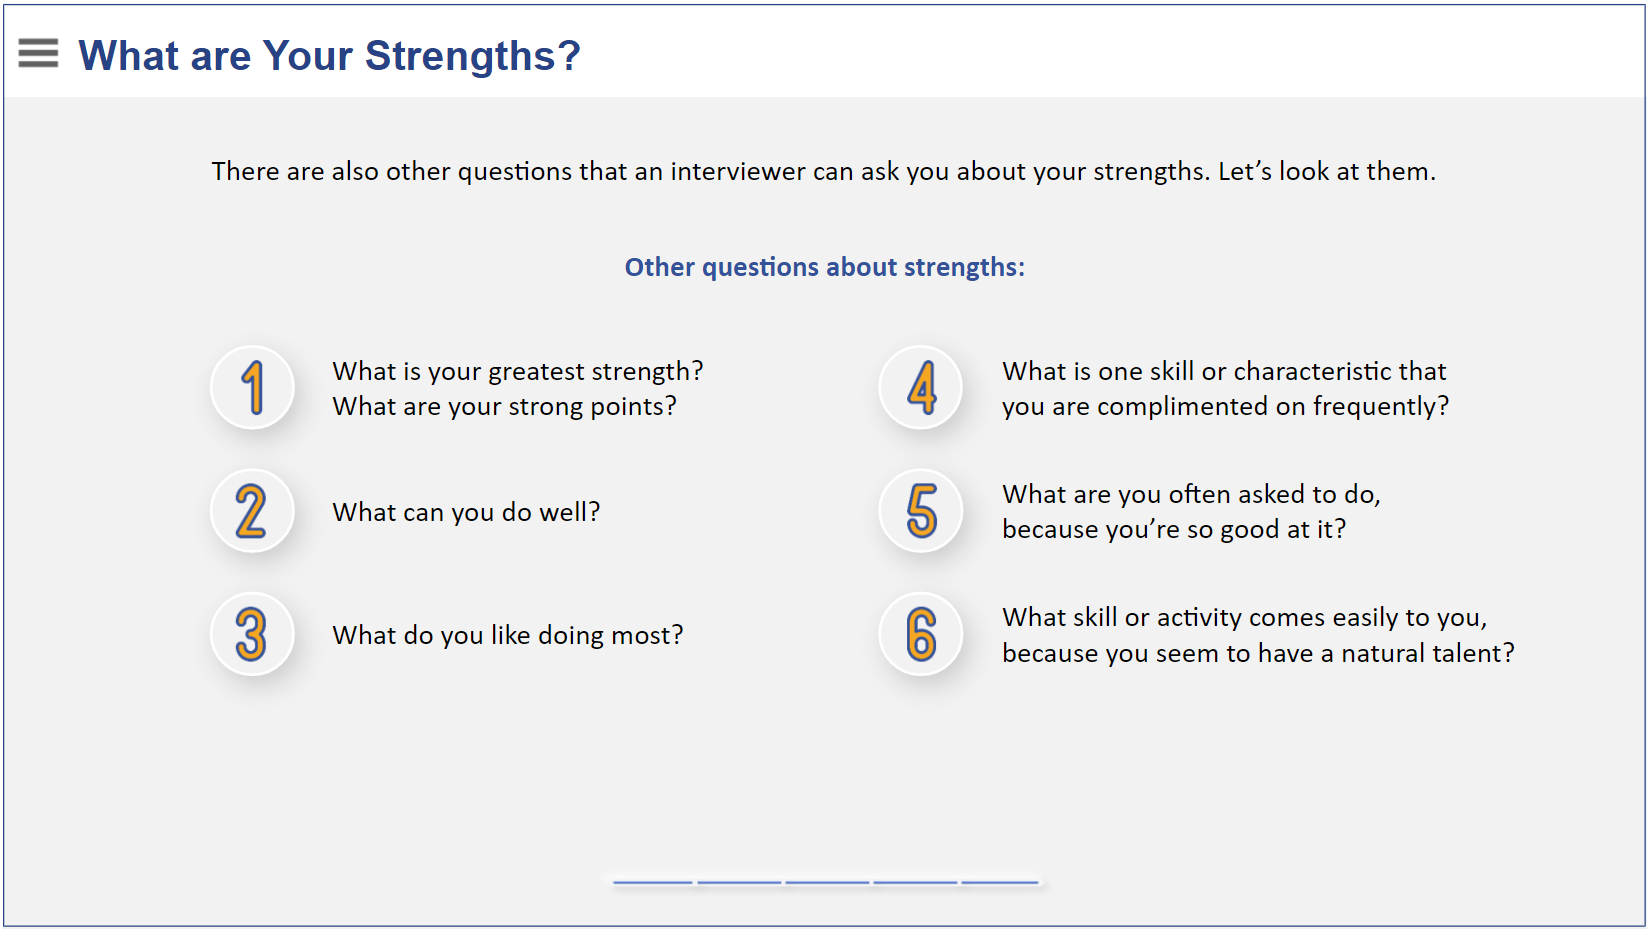 What are Your Strengths?
There are also other questions that an interviewer can ask you about your strengths. Let’s look at them.
Other questions about strengths:
1
What is your greatest strength?
What are your strong points?
2
What can you do well?
3
What do you like doing most?
4
What is one skill or characteristic that
you are complimented on frequently?
5
What are you often asked to do,
because you’re so good at it?
6
What skill or activity comes easily to you,
because you seem to have a natural talent?